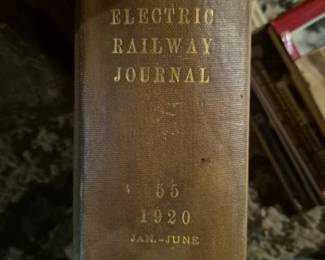 ELECTRIC
RAILWAY
JOURNAL
55
1920
JAN.-JUNE